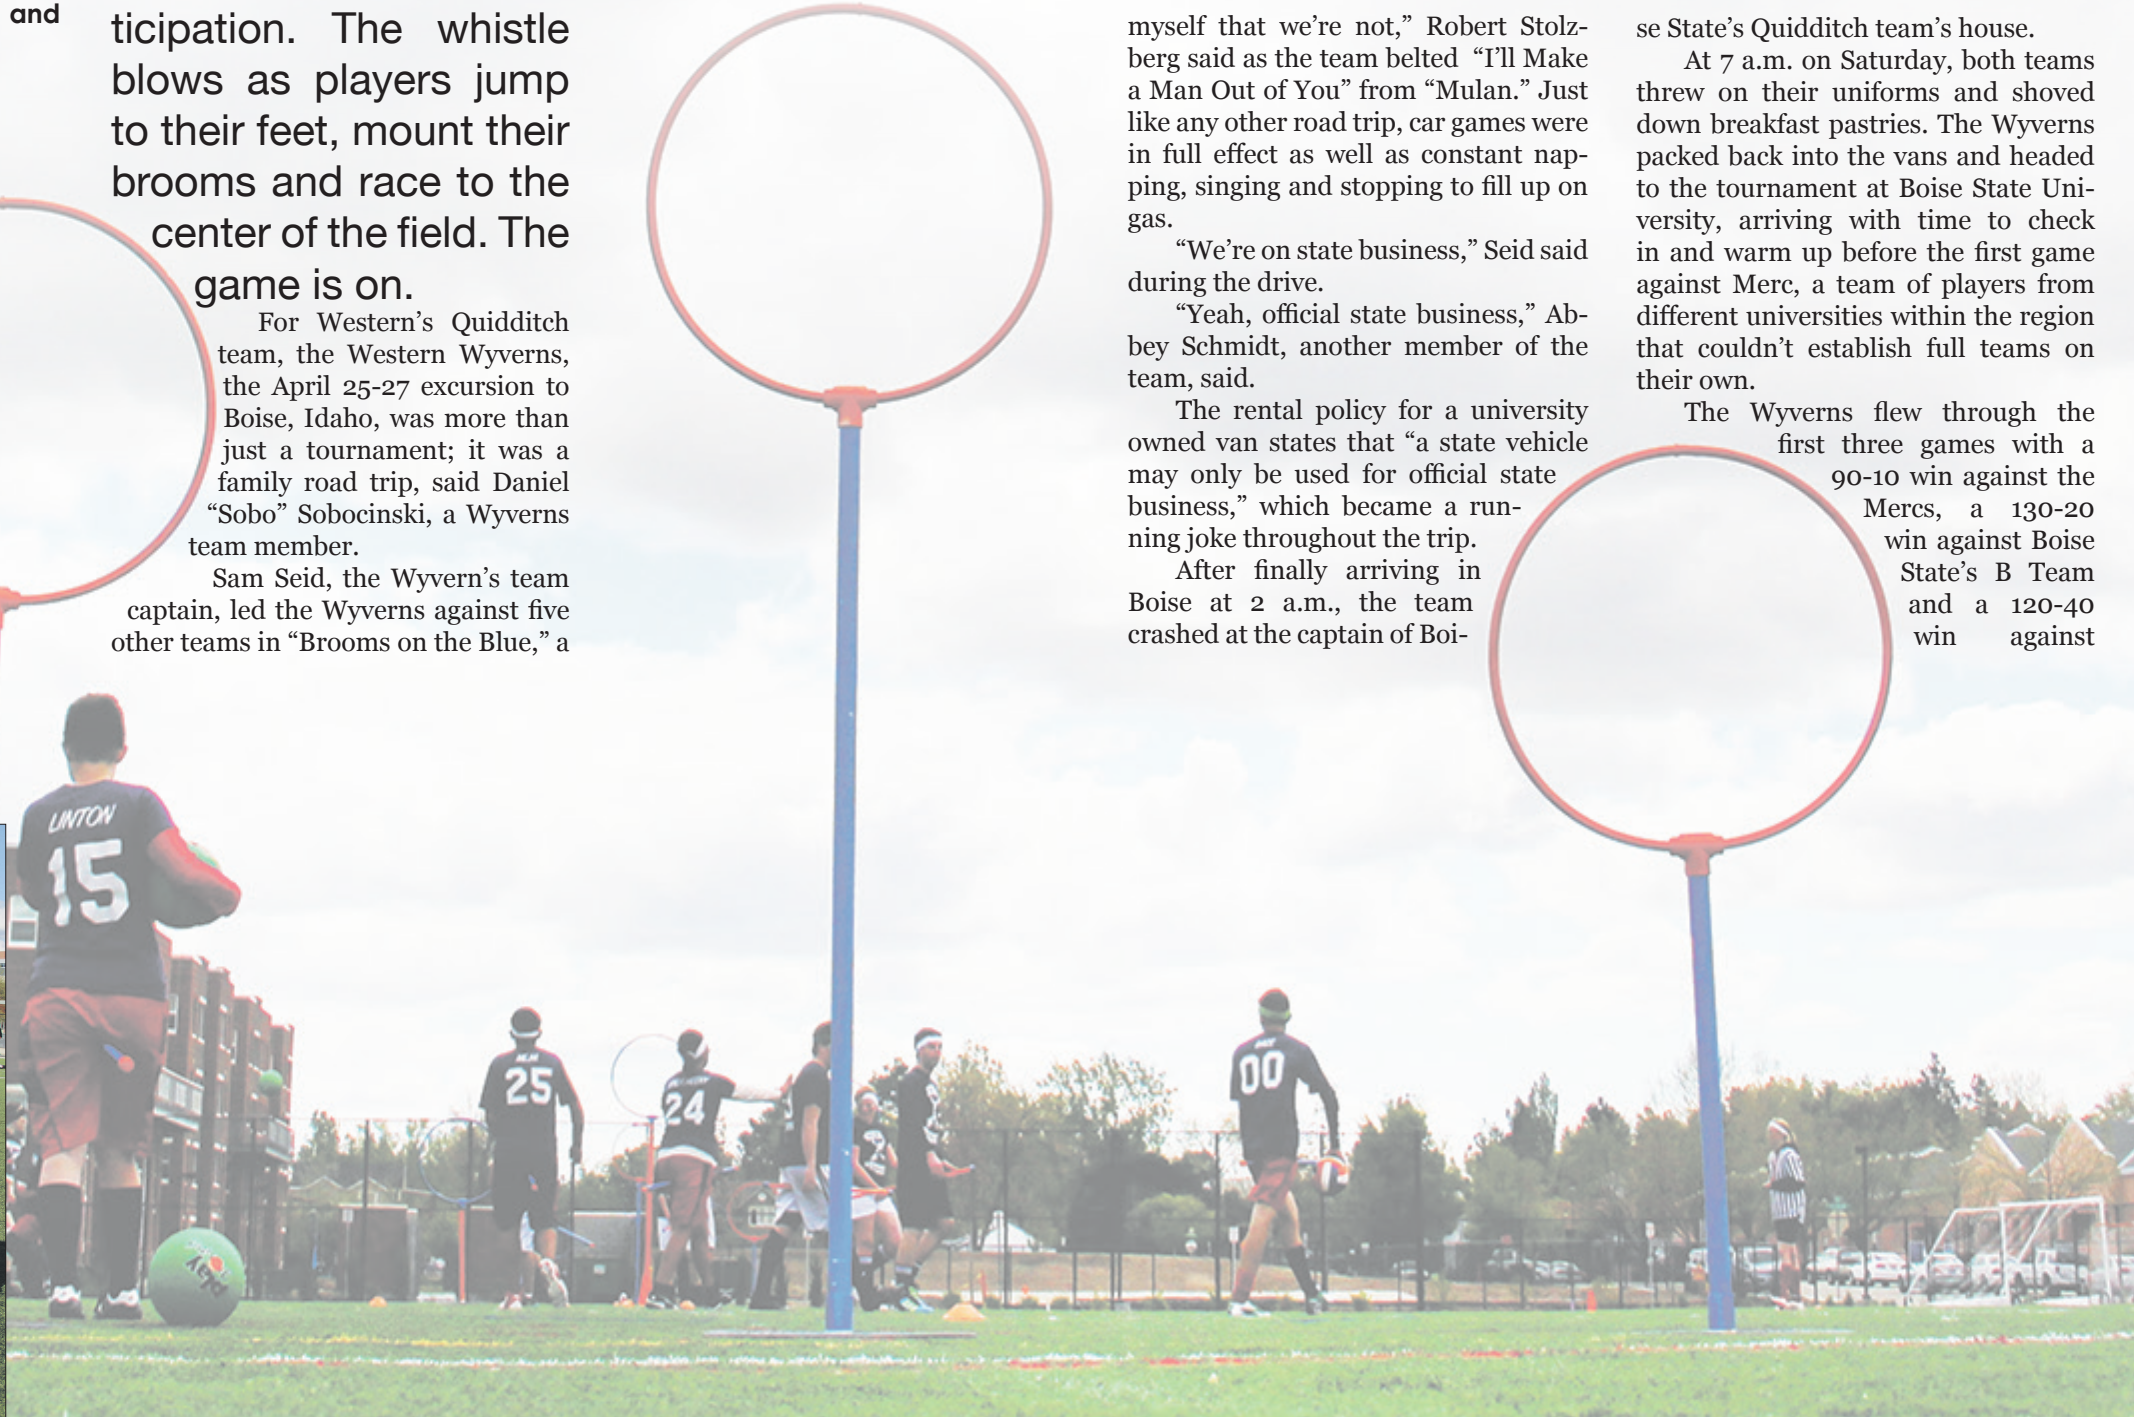 and
ticipation. The whistle
blows as players jump
to their feet, mount their
brooms and race to the
center of the field. The
game is on.
For Western’s Quidditch
team, the Western Wyverns,
the April 25-27 excursion to
Boise, Idaho, was more than
just a tournament; it was a
family road trip, said Daniel
“Sobo” Sobocinski, a Wyverns
team member.
Sam Seid, the Wyvern’s team
captain, led the Wyverns against five
other teams in “Brooms on the Blue,” a
myself that we’re not,” Robert Stolz-
berg said as the team belted “I’ll Make
a Man Out of You” from “Mulan.” Just
like any other road trip, car games were
in full effect as well as constant nap-
ping, singing and stopping to fill up on
gas.
“We’re on state business,” Seid said
during the drive.
“Yeah, official state business,” Ab-
bey Schmidt, another member of the
team, said.
The rental policy for a university
owned van states that “a state vehicle
may only be used for official state
business,” which became a run-
ning joke throughout the trip.
After finally arriving in
Boise at 2 a.m., the team
crashed at the captain of Boi-
se State’s Quidditch team’s house.
At 7 a.m. on Saturday, both teams
threw on their uniforms and shoved
down breakfast pastries. The Wyverns
packed back into the vans and headed
to the tournament at Boise State Uni-
versity, arriving with time to check
in and warm up before the first game
against Merc, a team of players from
different universities within the region
that couldn’t establish full teams on
their own.
The Wyverns flew through the
first three games with a
90-10 win against the
Mercs, a 130-20
win against Boise
State’s B Team
and a 120-40
win against
LINTON
15
25
24
00